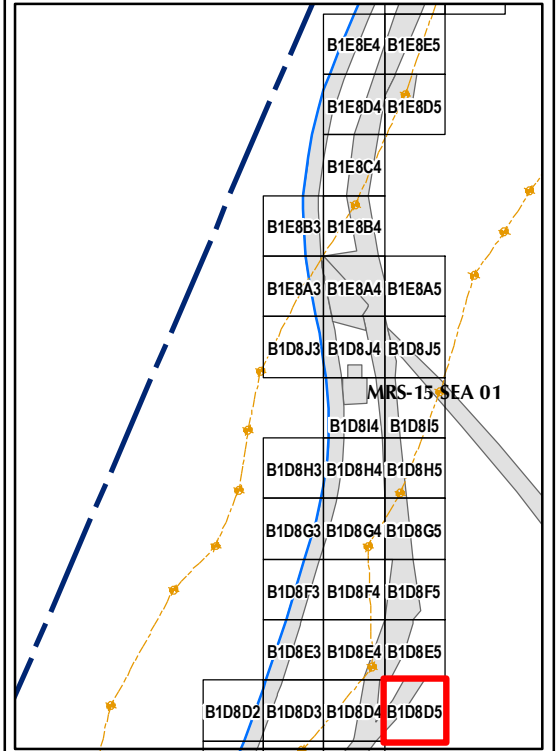 B1E8E4 B1E8E5
B1E8D4 B1E8D5
B1E8C4
B1E8B3 B1E8B4
B1E8A3 B1E8A4 B1E8A5
B1D8J3 B1D8J4 B1D8J5
MRS-15 SEA 01
B1D8I4 B1D8I5
B1D8H3 B1D8H4 B1D8H5
B1D8G3 B1D8G4 B1D8G5
B1D8F3 B1D8F4 B1D8F5
B1D8E3 B1D8E4 B1D8E5
B1D8D2 B1D8D3 B1D8D4 B1D8D5